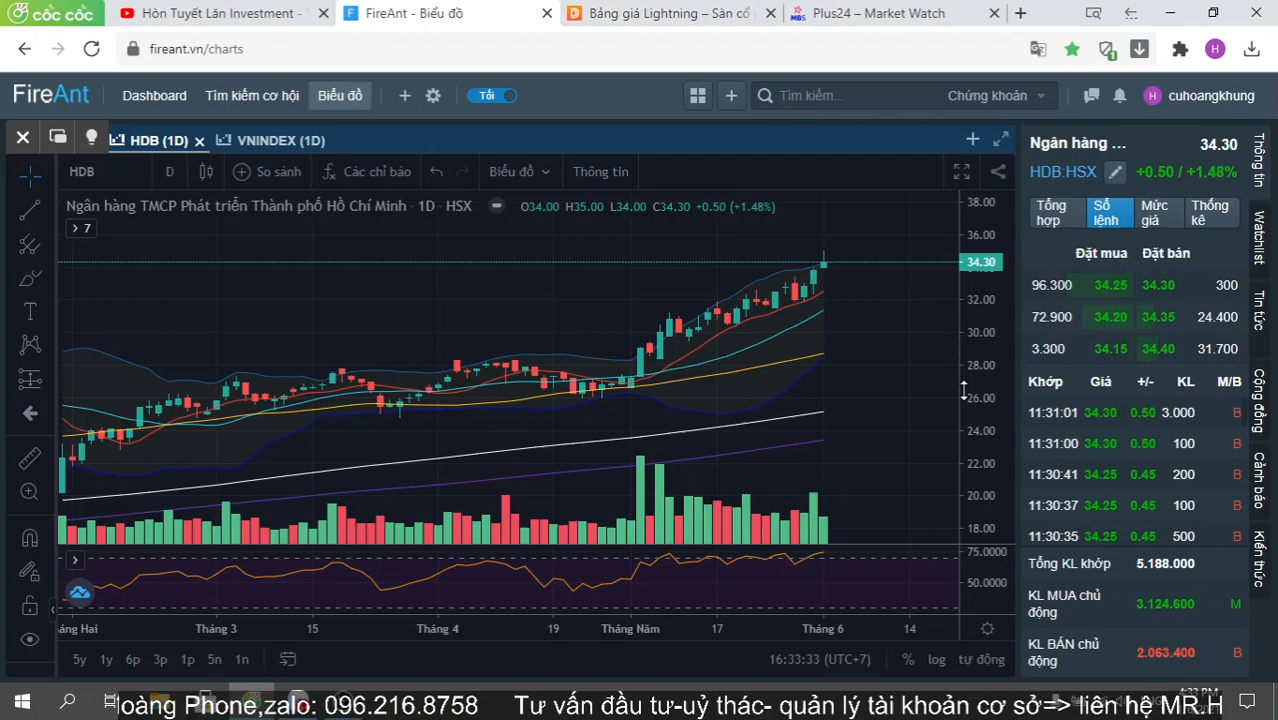 CỐC CỐC
Hòn Tuyết Lăn Investment -
FireAnt - Biểu đồ
Bảng giá Lightning – Sàn cổ
MBS Plus24 – Market Watch
fireant.vn/charts
H
FireAnt
Dashboard
Tìm kiếm cơ hội
Biểu đồ
Tối
Tìm kiếm...
Chứng khoán
H cuhoangkhung
HDB (1D)
VNINDEX (1D)
HDB
D
So sánh
Các chỉ báo
Biểu đồ
Thông tin
Ngân hàng TMCP Phát triển Thành phố Hồ Chí Minh · 1D · HSX
O34.00 H35.00 L34.00 C34.30 +0.50 (+1.48%)
7
38.00
36.00
34.30
32.00
30.00
28.00
26.00
24.00
22.00
20.00
18.00
75.0000
50.0000
áng Hai
Tháng 3
15
Tháng 4
19
Tháng Năm
17
Tháng 6
14
5y 1y 6p 3p 1p 5n 1n
16:33:33 (UTC+7)
% log tự động
Ngân hàng ... 34.30
HDB:HSX +0.50 / +1.48%
Tổng hợp
Sổ lệnh
Mức giá
Thống kê
Đặt mua Đặt bán
96.300 34.25 34.30 300
72.900 34.20 34.35 24.400
3.300 34.15 34.40 31.700
Khớp Giá +/- KL M/B
11:31:01 34.30 0.50 3.000 B
11:31:00 34.30 0.50 100 B
11:30:41 34.25 0.45 200 B
11:30:37 34.25 0.45 100 B
11:30:35 34.25 0.45 500 B
Tổng KL khớp 5.188.000
KL MUA chủ động 3.124.600 M
KL BÁN chủ động 2.063.400 B
Thông tin
Watchlist
Tin tức
Cộng đồng
Cảnh báo
Kiến thức
4:33 PM
oàng Phone,zalo: 096.216.8758 Tư vấn đầu tư-uỷ thác- quản lý tài khoản cơ sở=> liên hệ MR.H